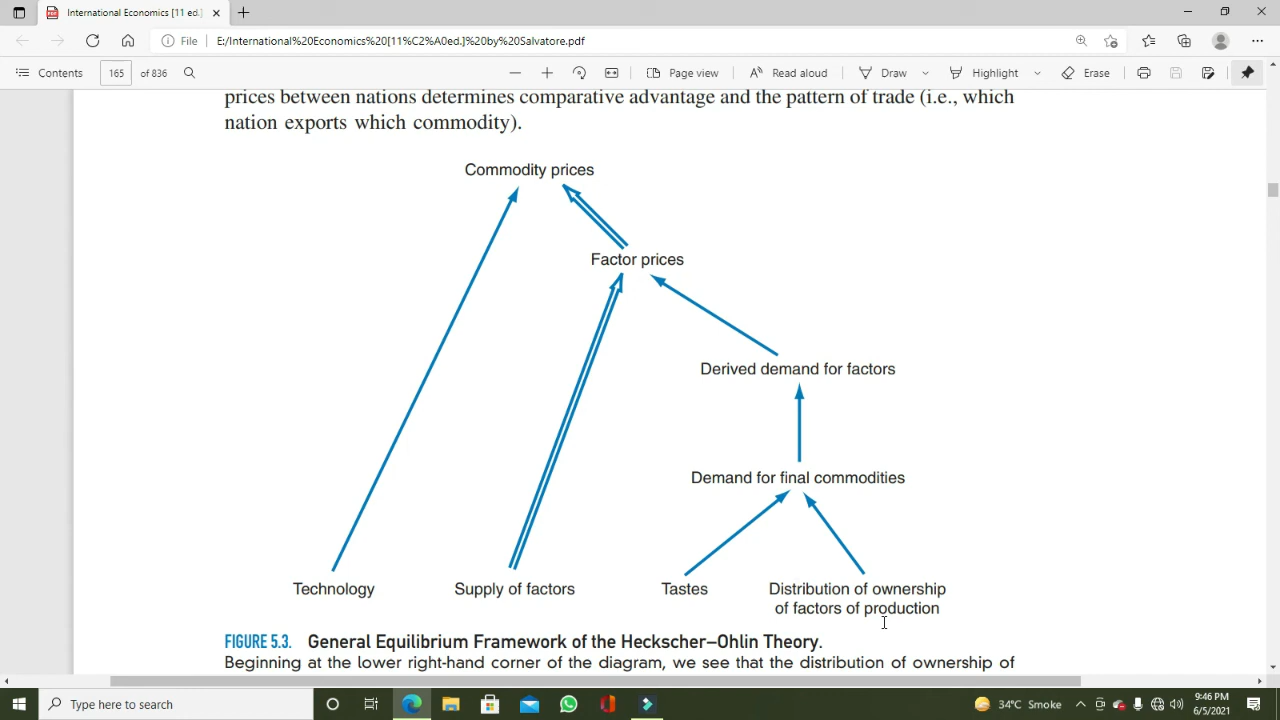 International Economics [11 ed.]
File
E:/International%20Economics%20[11%C2%A0ed.]%20by%20Salvatore.pdf
Contents
165
of 836
Page view
Read aloud
Draw
Highlight
Erase
prices between nations determines comparative advantage and the pattern of trade (i.e., which
nation exports which commodity).
Commodity prices
Factor prices
Derived demand for factors
Demand for final commodities
Technology
Supply of factors
Tastes
Distribution of ownership
of factors of production
FIGURE 5.3. General Equilibrium Framework of the Heckscher–Ohlin Theory.
Beginning at the lower right-hand corner of the diagram, we see that the distribution of ownership of
Type here to search
34°C Smoke
9:46 PM
6/5/2021